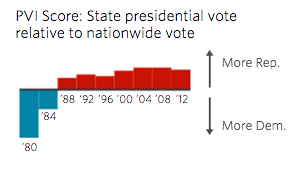 PVI Score: State presidential vote
relative to nationwide vote
More Rep.
'88 '92 '96 '00 '04 '08 '12
'84
More Dem.
'80